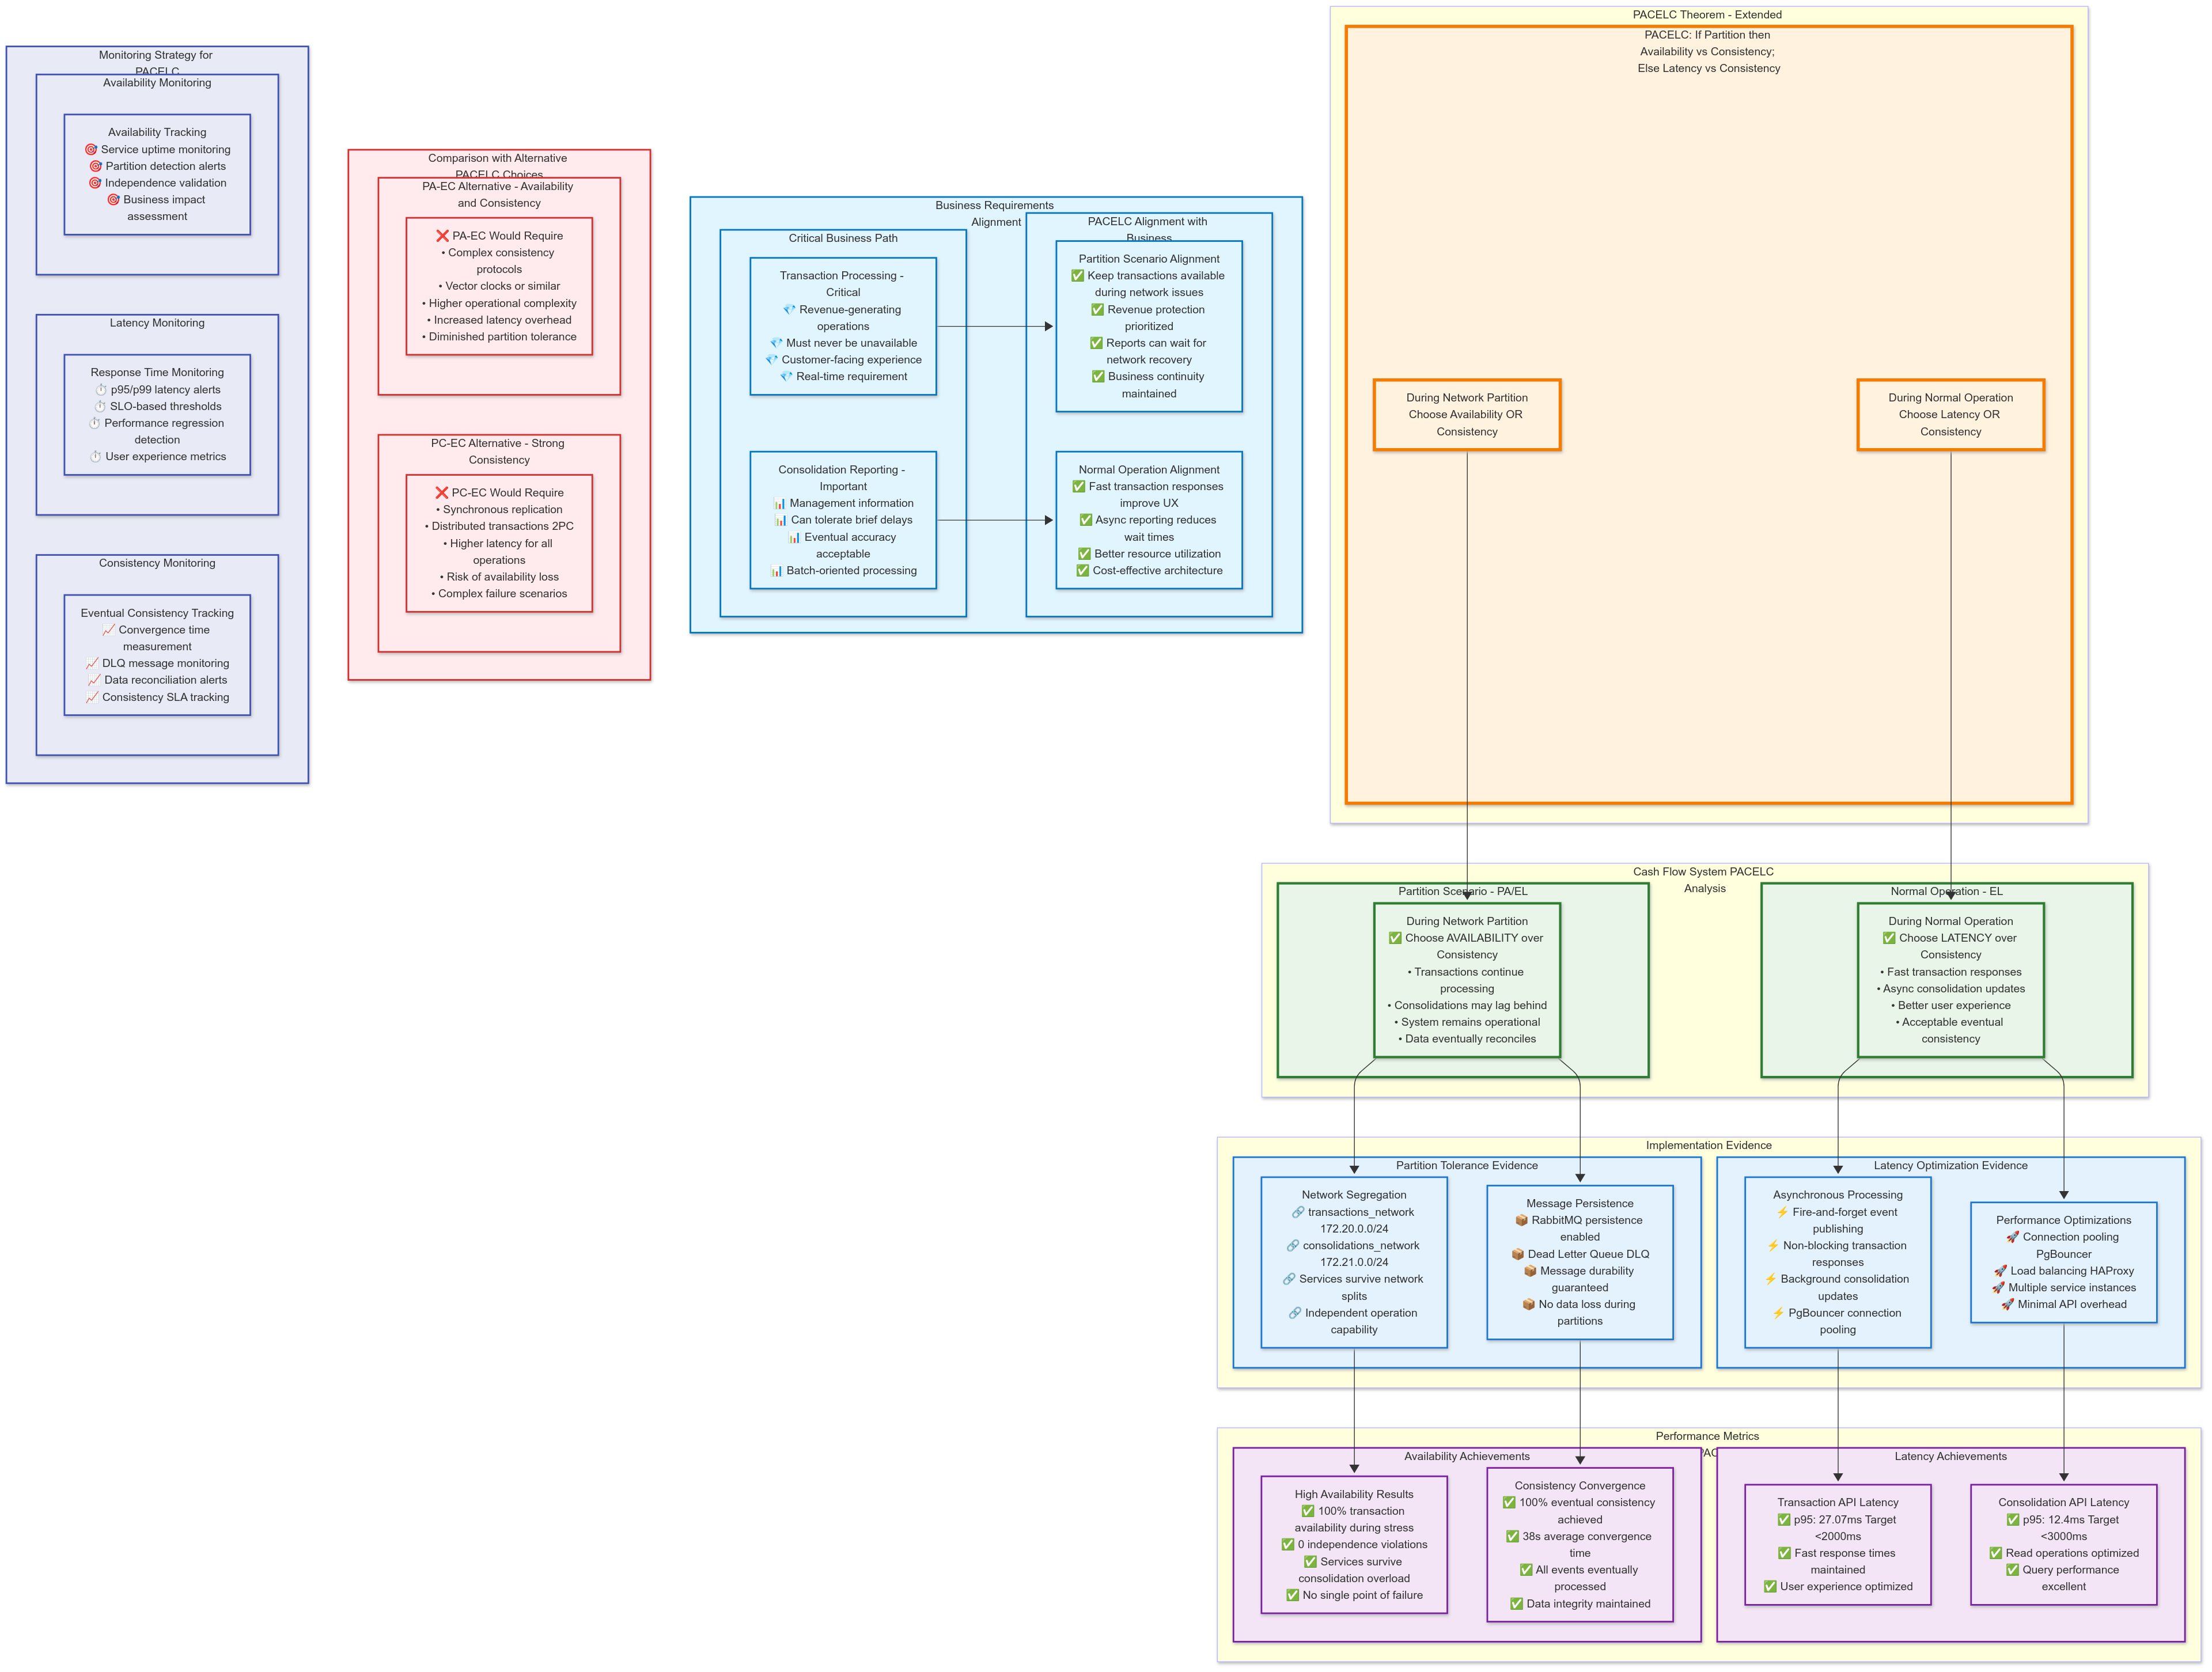 Monitoring Strategy for
PACELC
Availability Monitoring
Availability Tracking
🎯 Service uptime monitoring
🎯 Partition detection alerts
🎯 Independence validation
🎯 Business impact
assessment
Latency Monitoring
Response Time Monitoring
⏱️ p95/p99 latency alerts
⏱️ SLO-based thresholds
⏱️ Performance regression
detection
⏱️ User experience metrics
Consistency Monitoring
Eventual Consistency Tracking
📈 Convergence time
measurement
📈 DLQ message monitoring
📈 Data reconciliation alerts
📈 Consistency SLA tracking
Comparison with Alternative
PACELC Choices
PA-EC Alternative - Availability
and Consistency
❌ PA-EC Would Require
• Complex consistency
protocols
• Vector clocks or similar
• Higher operational complexity
• Increased latency overhead
• Diminished partition tolerance
PC-EC Alternative - Strong
Consistency
❌ PC-EC Would Require
• Synchronous replication
• Distributed transactions 2PC
• Higher latency for all
operations
• Risk of availability loss
• Complex failure scenarios
Business Requirements
Alignment
Critical Business Path
Transaction Processing -
Critical
💎 Revenue-generating
operations
💎 Must never be unavailable
💎 Customer-facing experience
💎 Real-time requirement
Consolidation Reporting -
Important
📊 Management information
📊 Can tolerate brief delays
📊 Eventual accuracy
acceptable
📊 Batch-oriented processing
PACELC Alignment with
Business
Partition Scenario Alignment
✅ Keep transactions available
during network issues
✅ Revenue protection
prioritized
✅ Reports can wait for
network recovery
✅ Business continuity
maintained
Normal Operation Alignment
✅ Fast transaction responses
improve UX
✅ Async reporting reduces
wait times
✅ Better resource utilization
✅ Cost-effective architecture
PACELC Theorem - Extended
PACELC: If Partition then
Availability vs Consistency;
Else Latency vs Consistency
During Network Partition
Choose Availability OR
Consistency
During Normal Operation
Choose Latency OR
Consistency
Cash Flow System PACELC
Analysis
Partition Scenario - PA/EL
During Network Partition
✅ Choose AVAILABILITY over
Consistency
• Transactions continue
processing
• Consolidations may lag behind
• System remains operational
• Data eventually reconciles
Normal Operation - EL
During Normal Operation
✅ Choose LATENCY over
Consistency
• Fast transaction responses
• Async consolidation updates
• Better user experience
• Acceptable eventual
consistency
Implementation Evidence
Partition Tolerance Evidence
Network Segregation
🔗 transactions_network
172.20.0.0/24
🔗 consolidations_network
172.21.0.0/24
🔗 Services survive network
splits
🔗 Independent operation
capability
Message Persistence
📦 RabbitMQ persistence
enabled
📦 Dead Letter Queue DLQ
📦 Message durability
guaranteed
📦 No data loss during
partitions
Latency Optimization Evidence
Asynchronous Processing
⚡ Fire-and-forget event
publishing
⚡ Non-blocking transaction
responses
⚡ Background consolidation
updates
⚡ PgBouncer connection
pooling
Performance Optimizations
🚀 Connection pooling
PgBouncer
🚀 Load balancing HAProxy
🚀 Multiple service instances
🚀 Minimal API overhead
Performance Metrics
Availability Achievements
High Availability Results
✅ 100% transaction
availability during stress
✅ 0 independence violations
✅ Services survive
consolidation overload
✅ No single point of failure
Consistency Convergence
✅ 100% eventual consistency
achieved
✅ 38s average convergence
time
✅ All events eventually
processed
✅ Data integrity maintained
Latency Achievements
Transaction API Latency
✅ p95: 27.07ms Target
<2000ms
✅ Fast response times
maintained
✅ User experience optimized
Consolidation API Latency
✅ p95: 12.4ms Target
<3000ms
✅ Read operations optimized
✅ Query performance
excellent